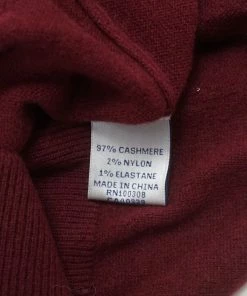 97% CASHMERE
2% NYLON
1% ELASTANE
MADE IN CHINA
RN100308